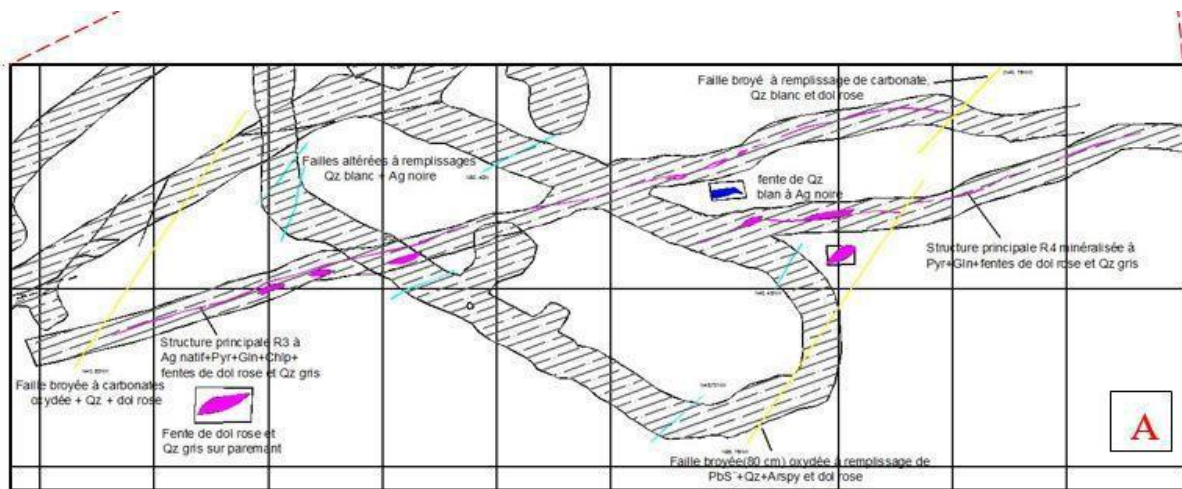 Faille broyé à remplissage de carbonate,
Qz blanc et dol rose
Failles altérées à remplissages
Qz blanc + Ag noire
fente de Qz
blan à Ag noire
Structure principale R4 minéralisée à
Pyr+Gln+fentes de dol rose et Qz gris
Structure principale R3 à
Ag natif+Pyr+Gln+Chlp+
fentes de dol rose et Qz gris
Faille broyée à carbonates
oxydée + Qz + dol rose
Fente de dol rose et
Qz gris sur paremant
Faille broyée(80 cm) oxydée à remplissage de
PbS +Qz+Arspy et dol rose
A